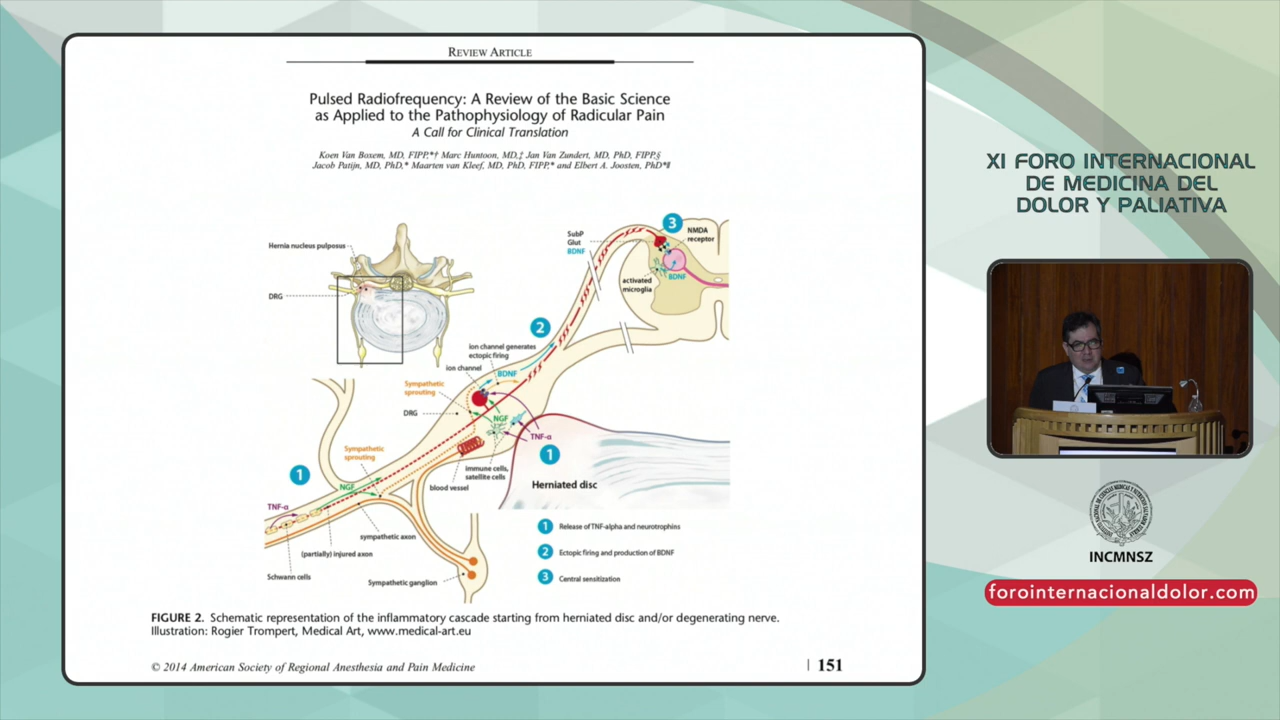 REVIEW ARTICLE
Pulsed Radiofrequency: A Review of the Basic Science
as Applied to the Pathophysiology of Radicular Pain
A Call for Clinical Translation
Koen Van Boxem, MD, FIPP,*† Marc Huntoon, MD,‡ Jan Van Zundert, MD, PhD, FIPP,§
Jacob Patijn, MD, PhD,* Maarten van Kleef, MD, PhD, FIPP,* and Elbert A. Joosten, PhD*‖
Hernia nucleus pulposus
DRG
SubP
Glut
BDNF
3
NMDA
receptor
activated
microglia
BDNF
2
ion channel generates
ectopic firing
ion channel
BDNF
Sympathetic
sprouting
DRG
NGF
TNF-α
1
Sympathetic
sprouting
1
NGF
immune cells,
satellite cells
blood vessel
Herniated disc
TNF-α
sympathetic axon
(partially) injured axon
Schwann cells
Sympathetic ganglion
1 Release of TNF-alpha and neurotrophins
2 Ectopic firing and production of BDNF
3 Central sensitization
FIGURE 2. Schematic representation of the inflammatory cascade starting from herniated disc and/or degenerating nerve.
Illustration: Rogier Trompert, Medical Art, www.medical-art.eu
© 2014 American Society of Regional Anesthesia and Pain Medicine
| 151
XI FORO INTERNACIONAL
DE MEDICINA DEL
DOLOR Y PALIATIVA
INCMNSZ
forointernacionaldolor.com